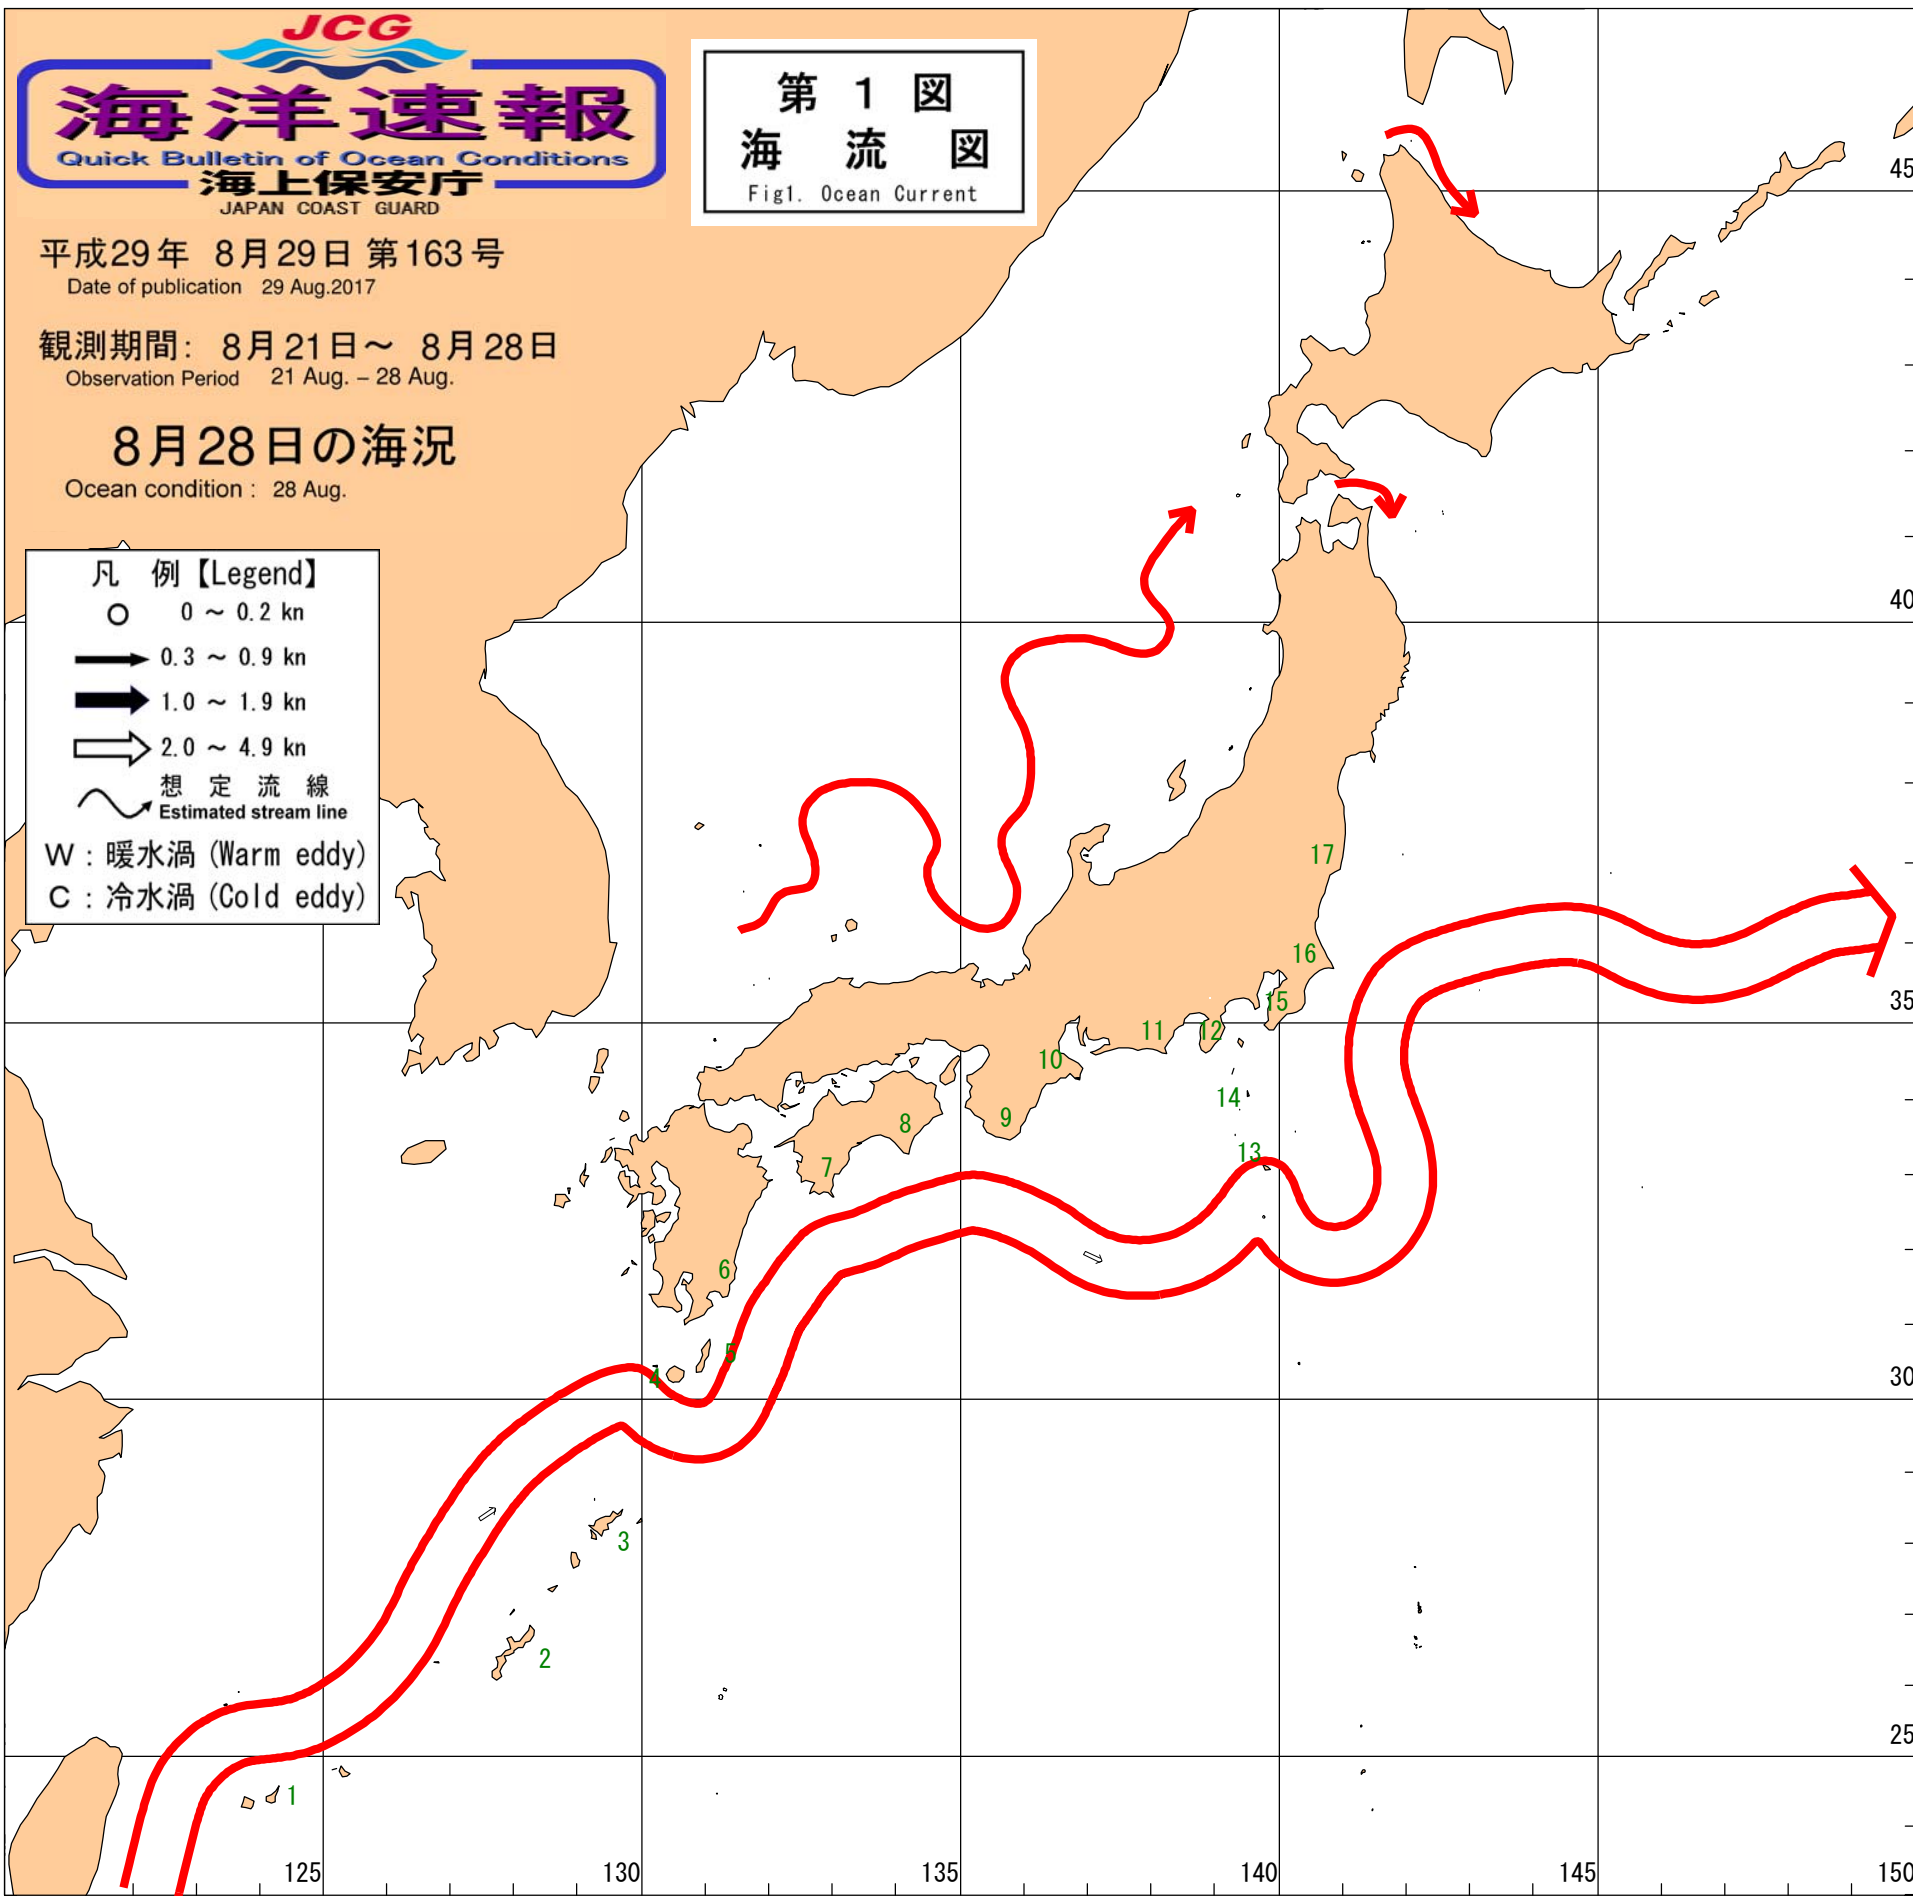 JCG
海洋速報
Quick Bulletin of Ocean Conditions
海上保安庁
JAPAN COAST GUARD
第 1 図
海 流 図
Fig1. Ocean Current
平成29年 8月29日 第163号
Date of publication 29 Aug.2017
観測期間: 8月21日～ 8月28日
Observation Period 21 Aug. – 28 Aug.
8月28日の海況
Ocean condition : 28 Aug.
凡 例【Legend】
0 ～ 0.2 kn
0.3 ～ 0.9 kn
1.0 ～ 1.9 kn
2.0 ～ 4.9 kn
想 定 流 線
Estimated stream line
W : 暖水渦 (Warm eddy)
C : 冷水渦 (Cold eddy)
45
40
17
16
35
15
12
11
10
14
9
8
13
7
6
5
4
30
3
2
25
1
125
130
135
140
145
150